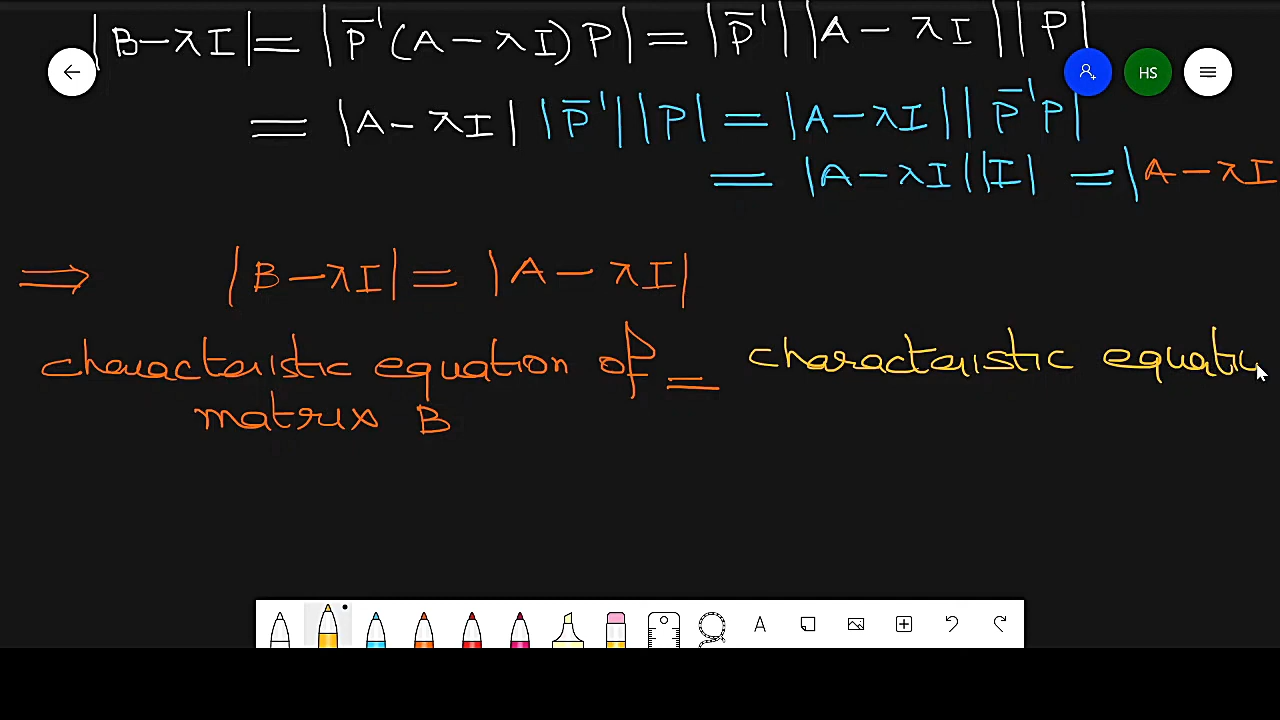 |B-λI| = |P⁻¹(A-λI)P| = |P⁻¹||A-λI||P|
HS
= |A-λI| |P⁻¹||P| = |A-λI||P⁻¹P|
= |A-λI||I| = |A-λI
⇒ |B-λI| = |A-λI|
characteristic equation of = characteristic equatio
matrix B
A